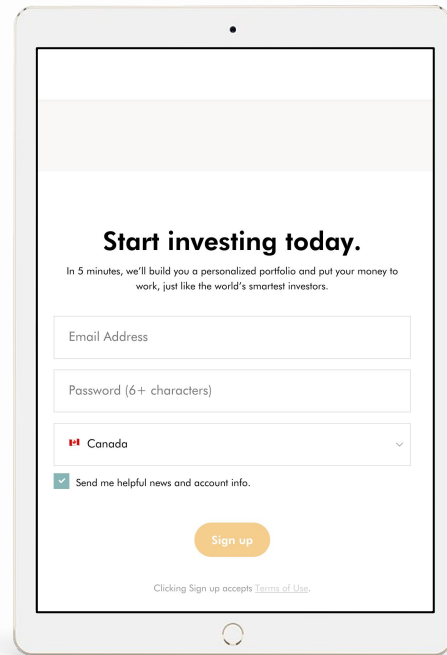 Start investing today.
In 5 minutes, we'll build you a personalized portfolio and put your money to
work, just like the world's smartest investors.
Email Address
Password (6+ characters)
Canada
Send me helpful news and account info.
Sign up
Clicking Sign up accepts Terms of Use.